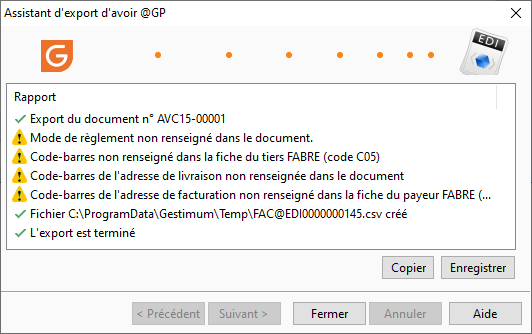 Assistant d'export d'avoir @GP
G
EDI
Rapport
Export du document n° AVC15-00001
Mode de règlement non renseigné dans le document.
Code-barres non renseigné dans la fiche du tiers FABRE (code C05)
Code-barres de l'adresse de livraison non renseignée dans le document
Code-barres de l'adresse de facturation non renseigné dans la fiche du payeur FABRE (...
Fichier C:\ProgramData\Gestimum\Temp\FAC@EDI0000000145.csv créé
L'export est terminé
Copier Enregistrer
< Précédent Suivant > Fermer Annuler Aide